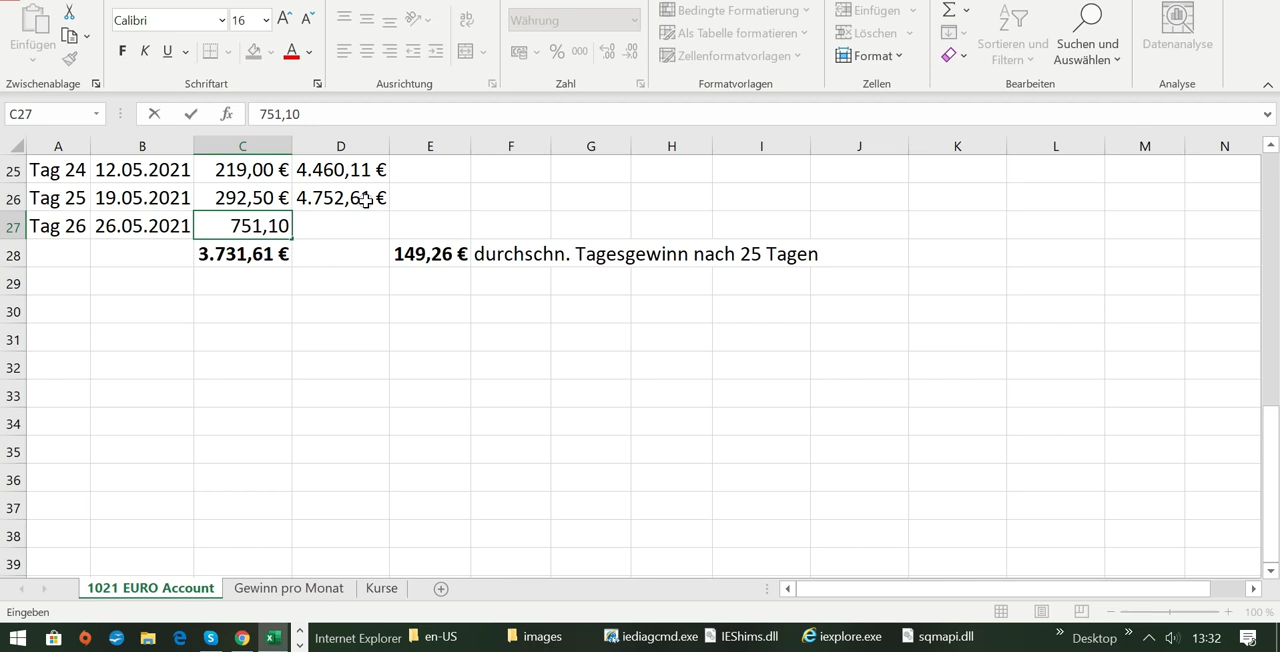 Calibri 16 Währung Bedingte Formatierung Einfügen
Einfügen F K U A % 000 Als Tabelle formatieren Löschen Sortieren und Filtern Suchen und Auswählen Datenanalyse
Zellenformatvorlagen Format
Zwischenablage Schriftart Ausrichtung Zahl Formatvorlagen Zellen Bearbeiten Analyse
C27 fx 751,10
A B C D E F G H I J K L M N
25 Tag 24 12.05.2021 219,00 € 4.460,11 €
26 Tag 25 19.05.2021 292,50 € 4.752,61 €
27 Tag 26 26.05.2021 751,10
28 3.731,61 € 149,26 € durchschn. Tagesgewinn nach 25 Tagen
29
30
31
32
33
34
35
36
37
38
39
1021 EURO Account Gewinn pro Monat Kurse
Eingeben 100 %
Internet Explorer en-US images iediagcmd.exe IEShims.dll iexplore.exe sqmapi.dll » Desktop » 13:32